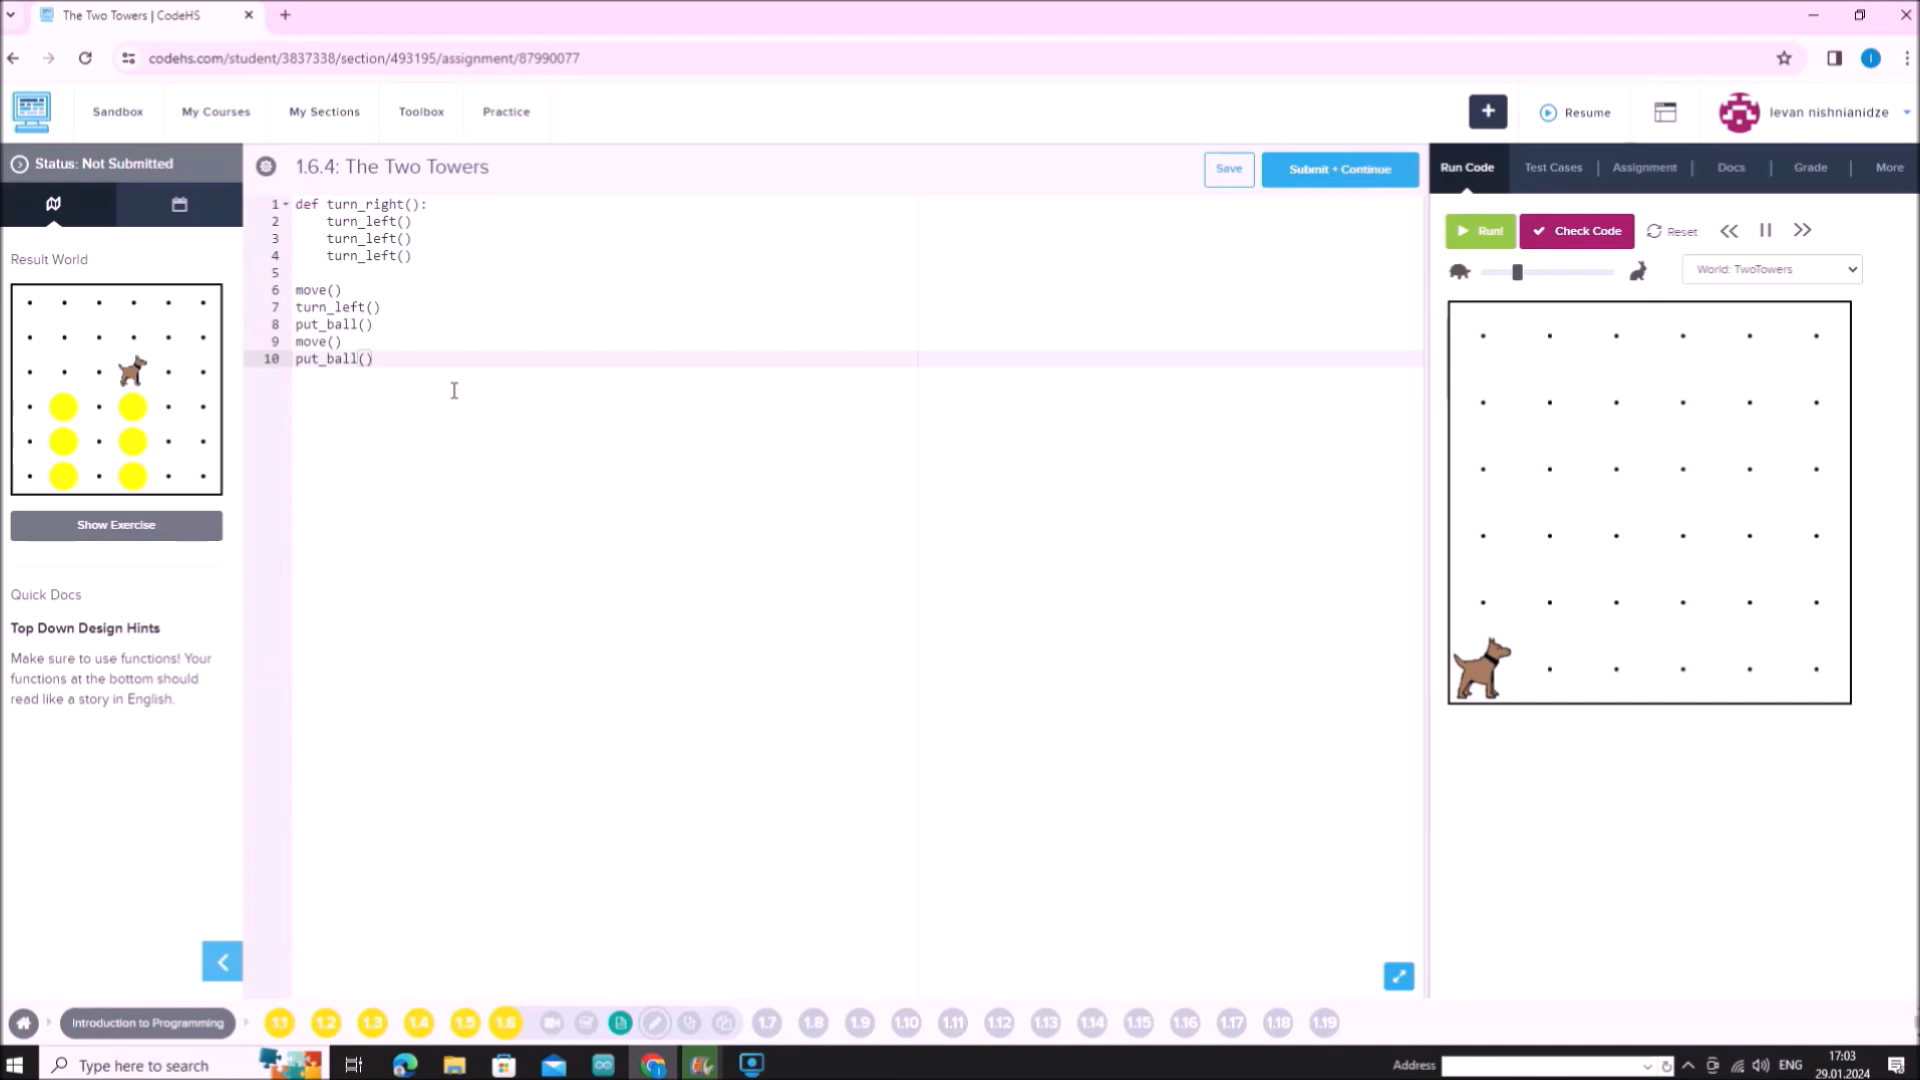 The Two Towers | CodeHS
codehs.com/student/3837338/section/493195/assignment/87990077
Sandbox
My Courses
My Sections
Toolbox
Practice
Resume
levan nishnianidze
Status: Not Submitted
1.6.4: The Two Towers
Save
Submit + Continue
Run Code
Test Cases
Assignment
Docs
Grade
More
Result World
Show Exercise
Quick Docs
Top Down Design Hints
Make sure to use functions! Your
functions at the bottom should
read like a story in English.
1 def turn_right():
2 turn_left()
3 turn_left()
4 turn_left()
5
6 move()
7 turn_left()
8 put_ball()
9 move()
10 put_ball()
Run!
Check Code
Reset
World: TwoTowers
Introduction to Programming
1.1
1.2
1.3
1.4
1.5
1.6
1.7
1.8
1.9
1.10
1.11
1.12
1.13
1.14
1.15
1.16
1.17
1.18
1.19
Type here to search
Address
ENG
17:03
29.01.2024